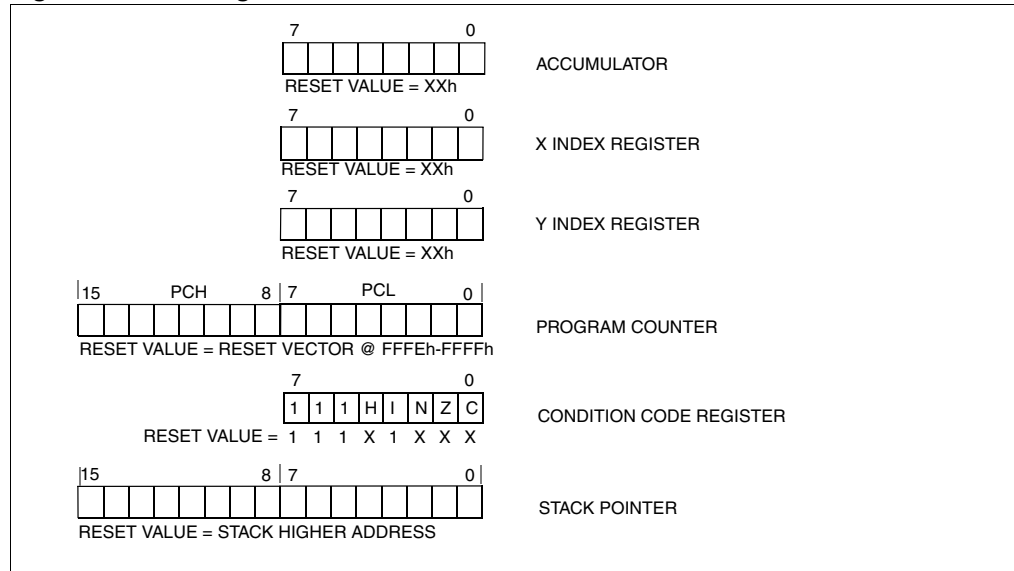 7 0
ACCUMULATOR
RESET VALUE = XXh
7 0
X INDEX REGISTER
RESET VALUE = XXh
7 0
Y INDEX REGISTER
RESET VALUE = XXh
15 PCH 8 7 PCL 0
PROGRAM COUNTER
RESET VALUE = RESET VECTOR @ FFFEh-FFFFh
7 0
1 1 1 H I N Z C
CONDITION CODE REGISTER
RESET VALUE = 1 1 1 X 1 X X X
15 8 7 0
STACK POINTER
RESET VALUE = STACK HIGHER ADDRESS